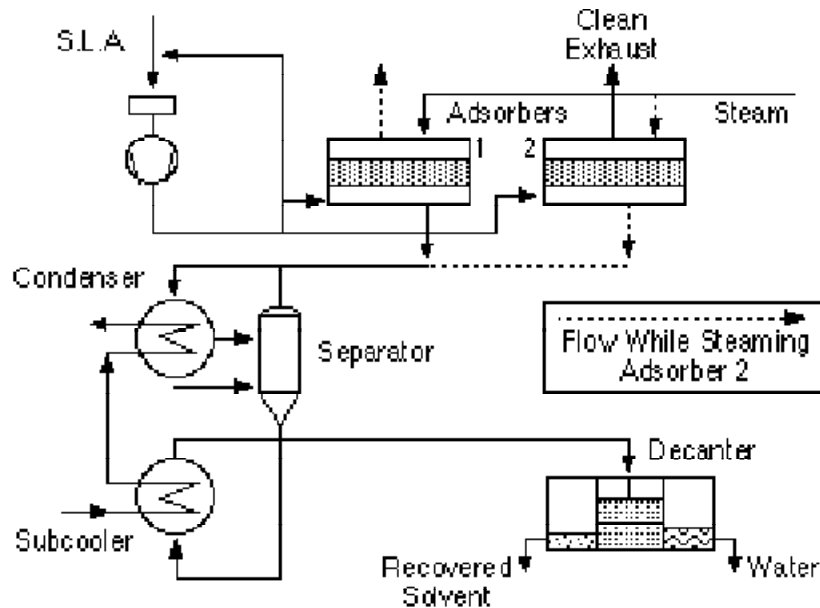 S.L.A.
Clean
Exhaust
Adsorbers
Steam
1
2
Condenser
Separator
Flow While Steaming
Adsorber 2
Decanter
Subcooler
Recovered
Solvent
Water